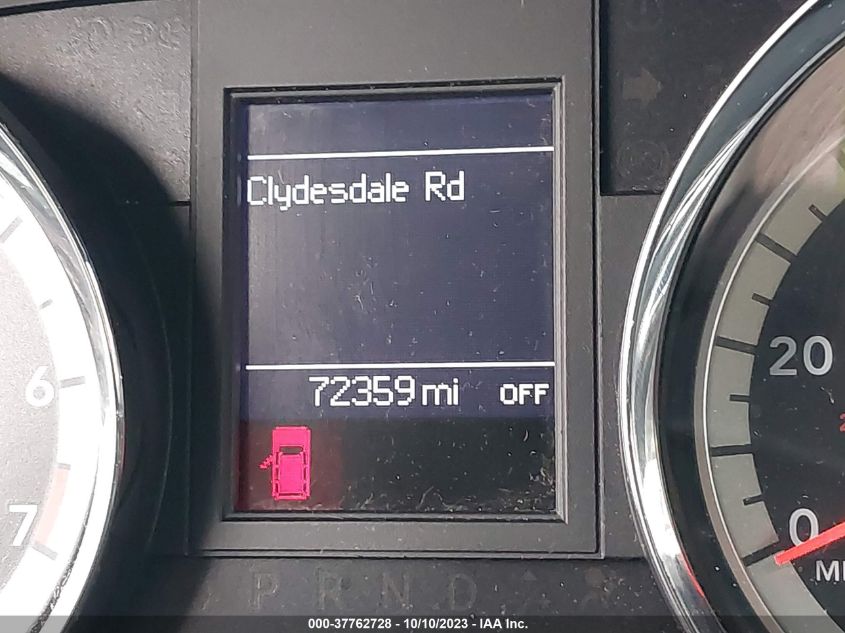 Clydesdale Rd
72359 mi OFF
6
7
20
0
P R N D
000-37762728 - 10/10/2023 - IAA Inc.